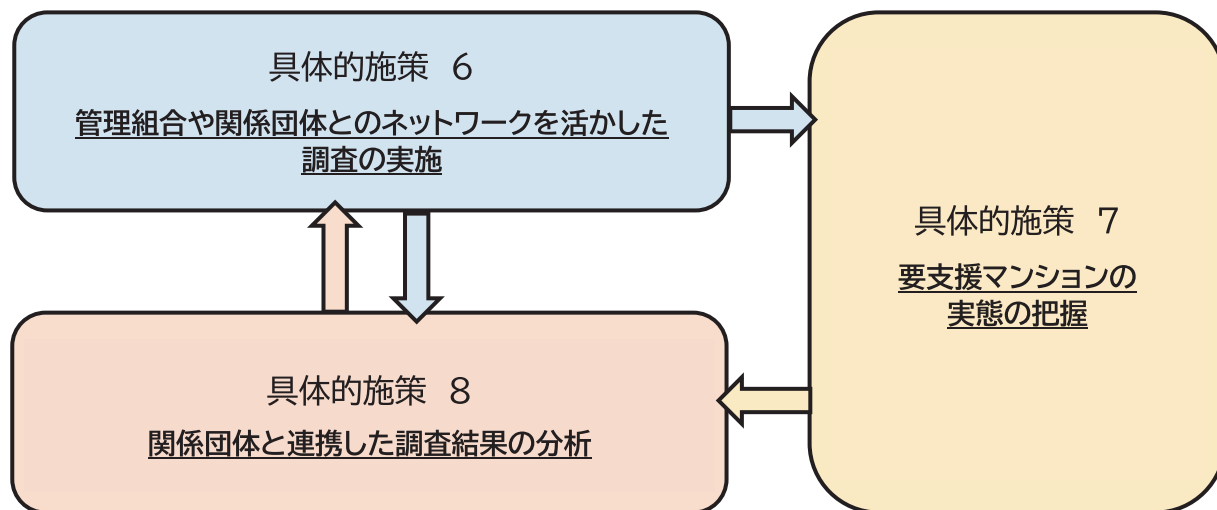 具体的施策 6
管理組合や関係団体とのネットワークを活かした
調査の実施
具体的施策 7
要支援マンションの
実態の把握
具体的施策 8
関係団体と連携した調査結果の分析